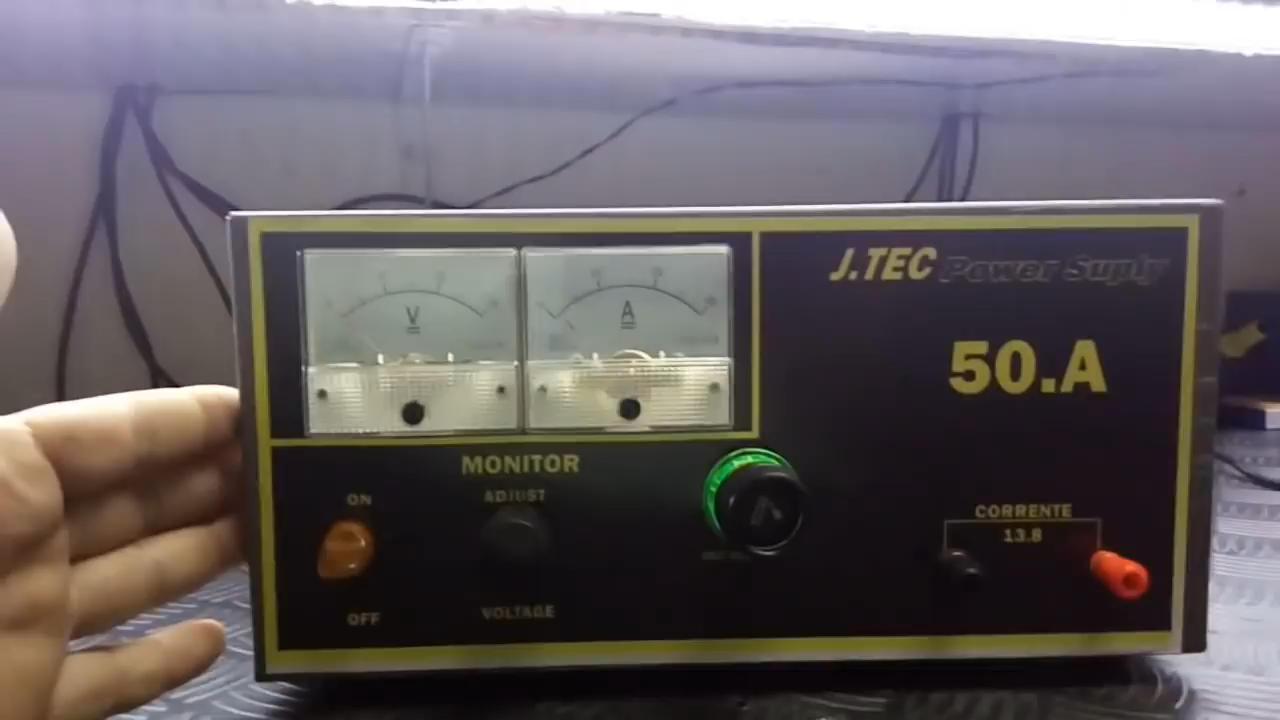 V
A
J.TEC Power Suply
50.A
MONITOR
ON
ADJUST
CORRENTE
13.8
OFF
VOLTAGE